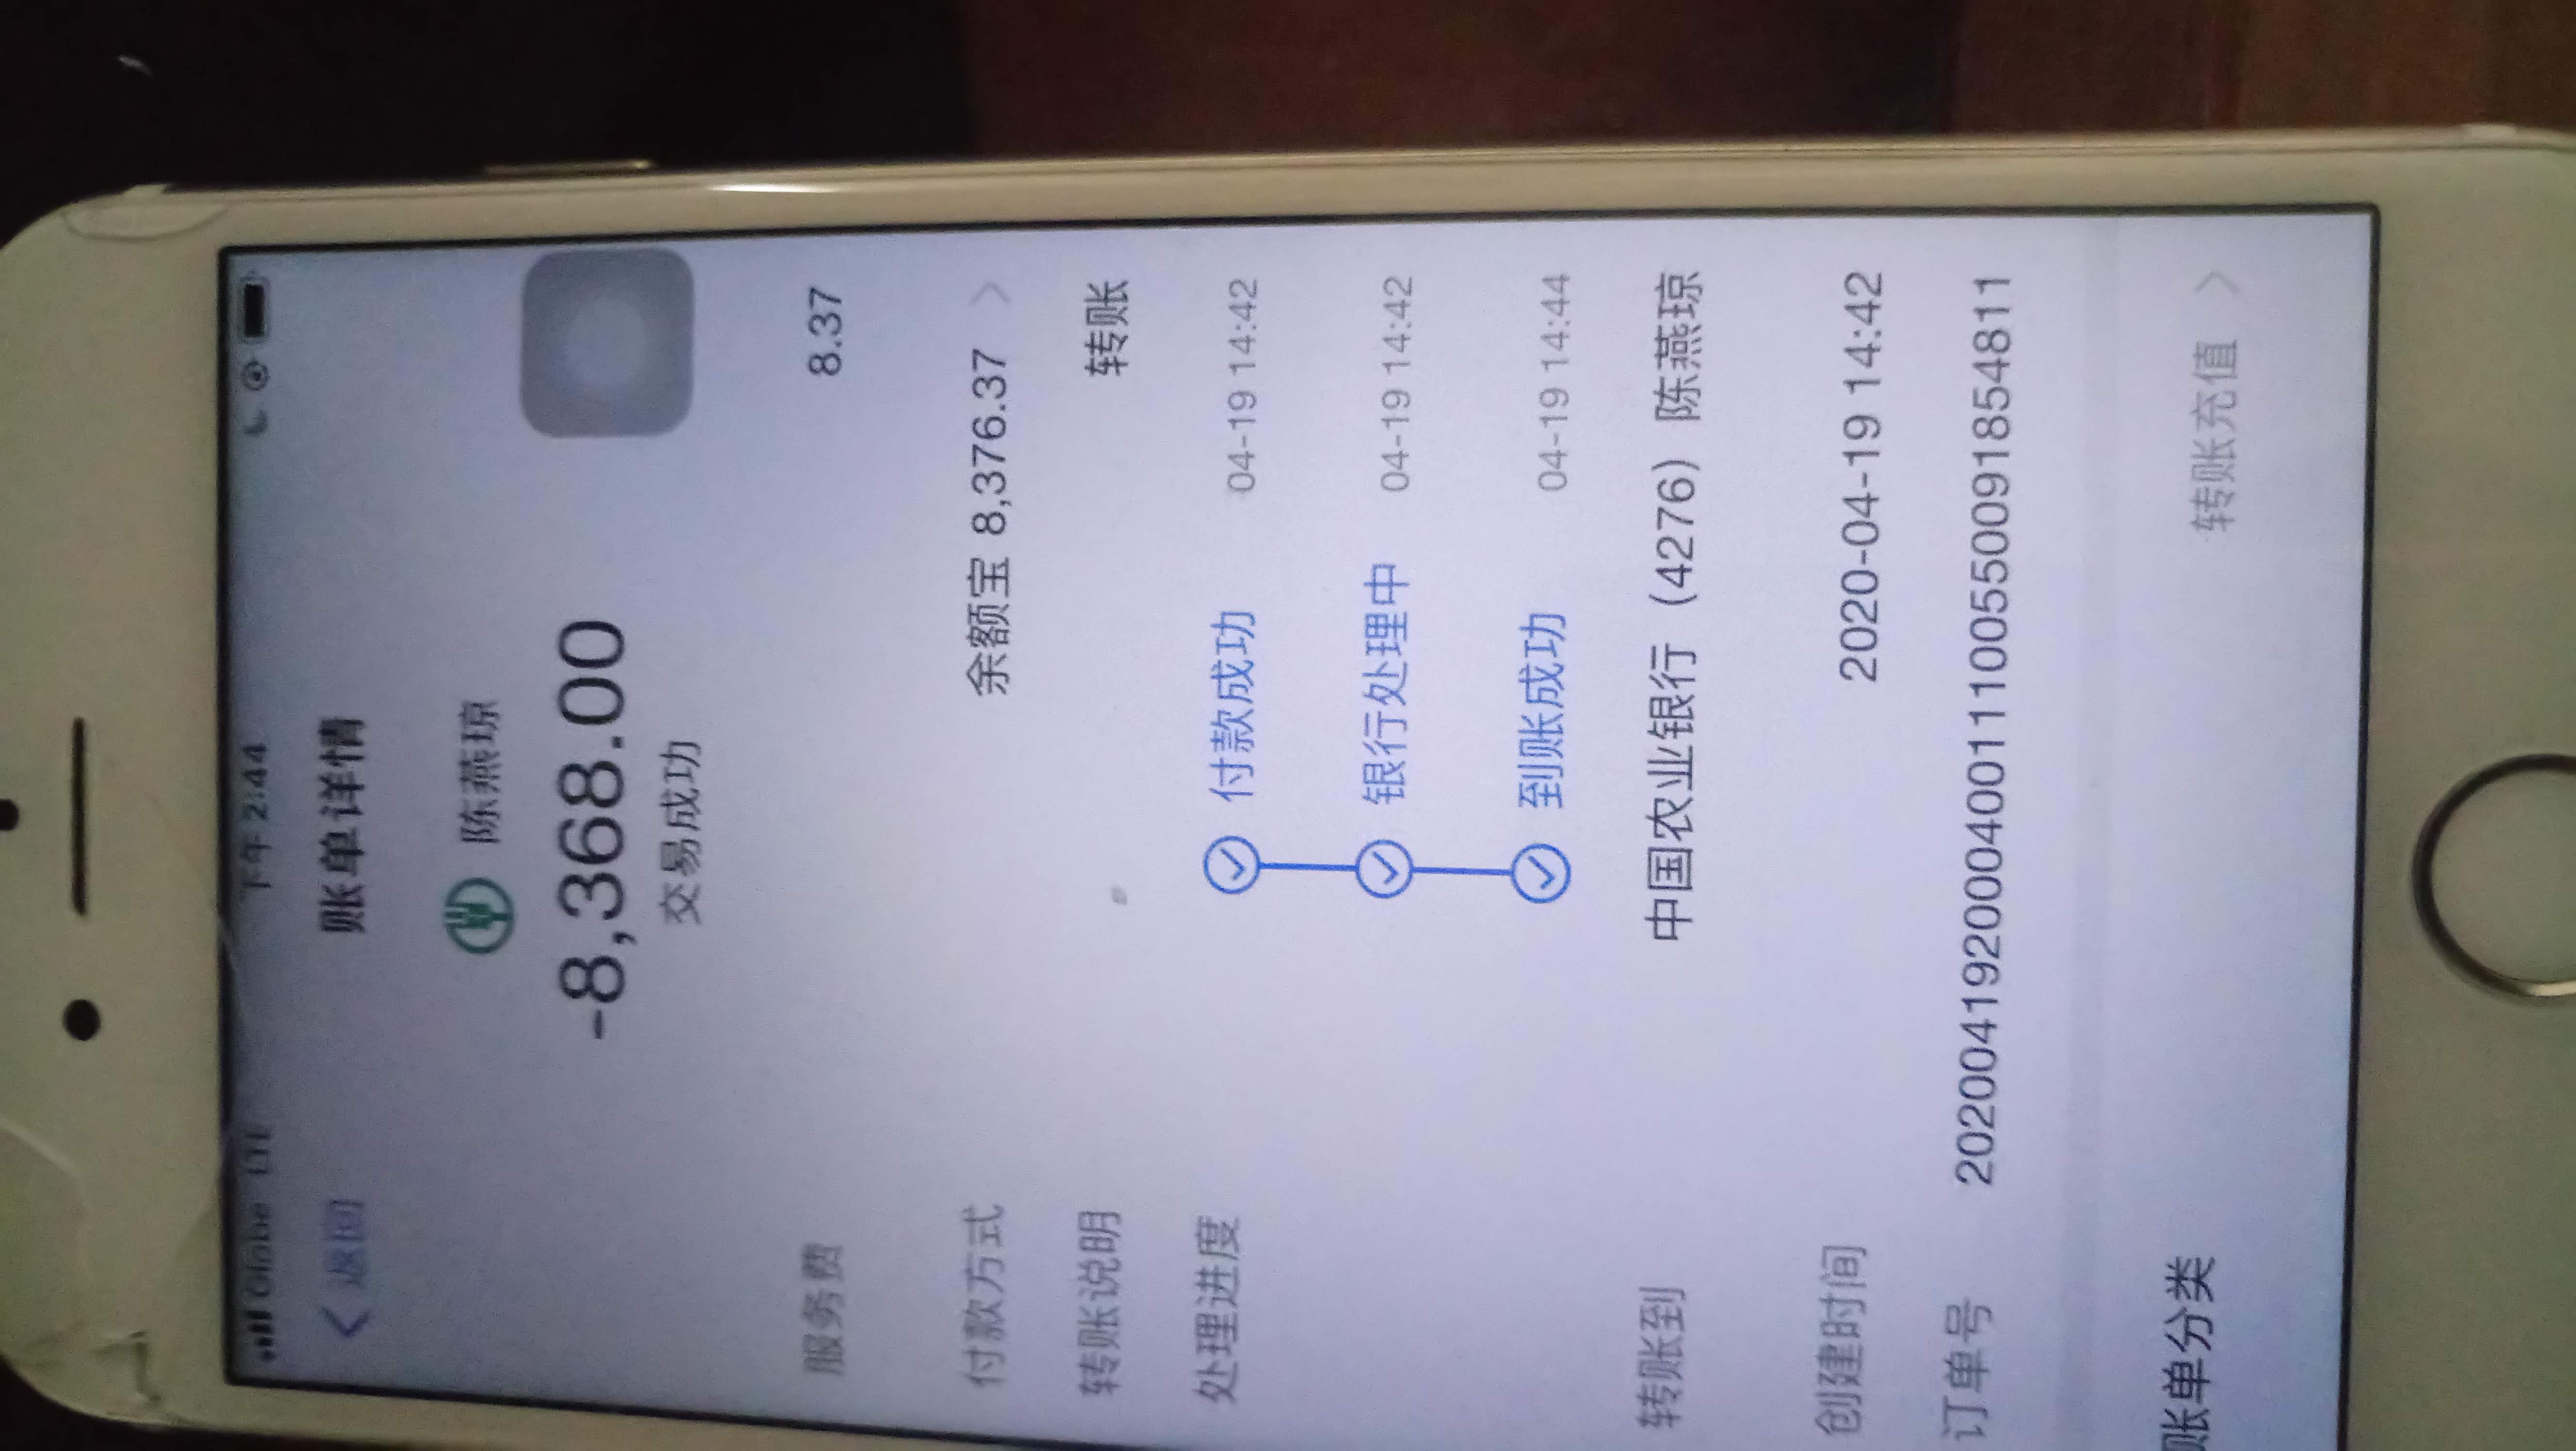 Globe LTE 下午2:44
返回 账单详情
陈燕琼
-8,368.00
交易成功
服务费 8.37
付款方式 余额宝 8,376.37
转账说明 转账
处理进度 付款成功 04-19 14:42
银行处理中 04-19 14:42
到账成功 04-19 14:44
转账到 中国农业银行（4276）陈燕琼
创建时间 2020-04-19 14:42
订单号 20200419200040011100550091854811
账单分类 转账充值